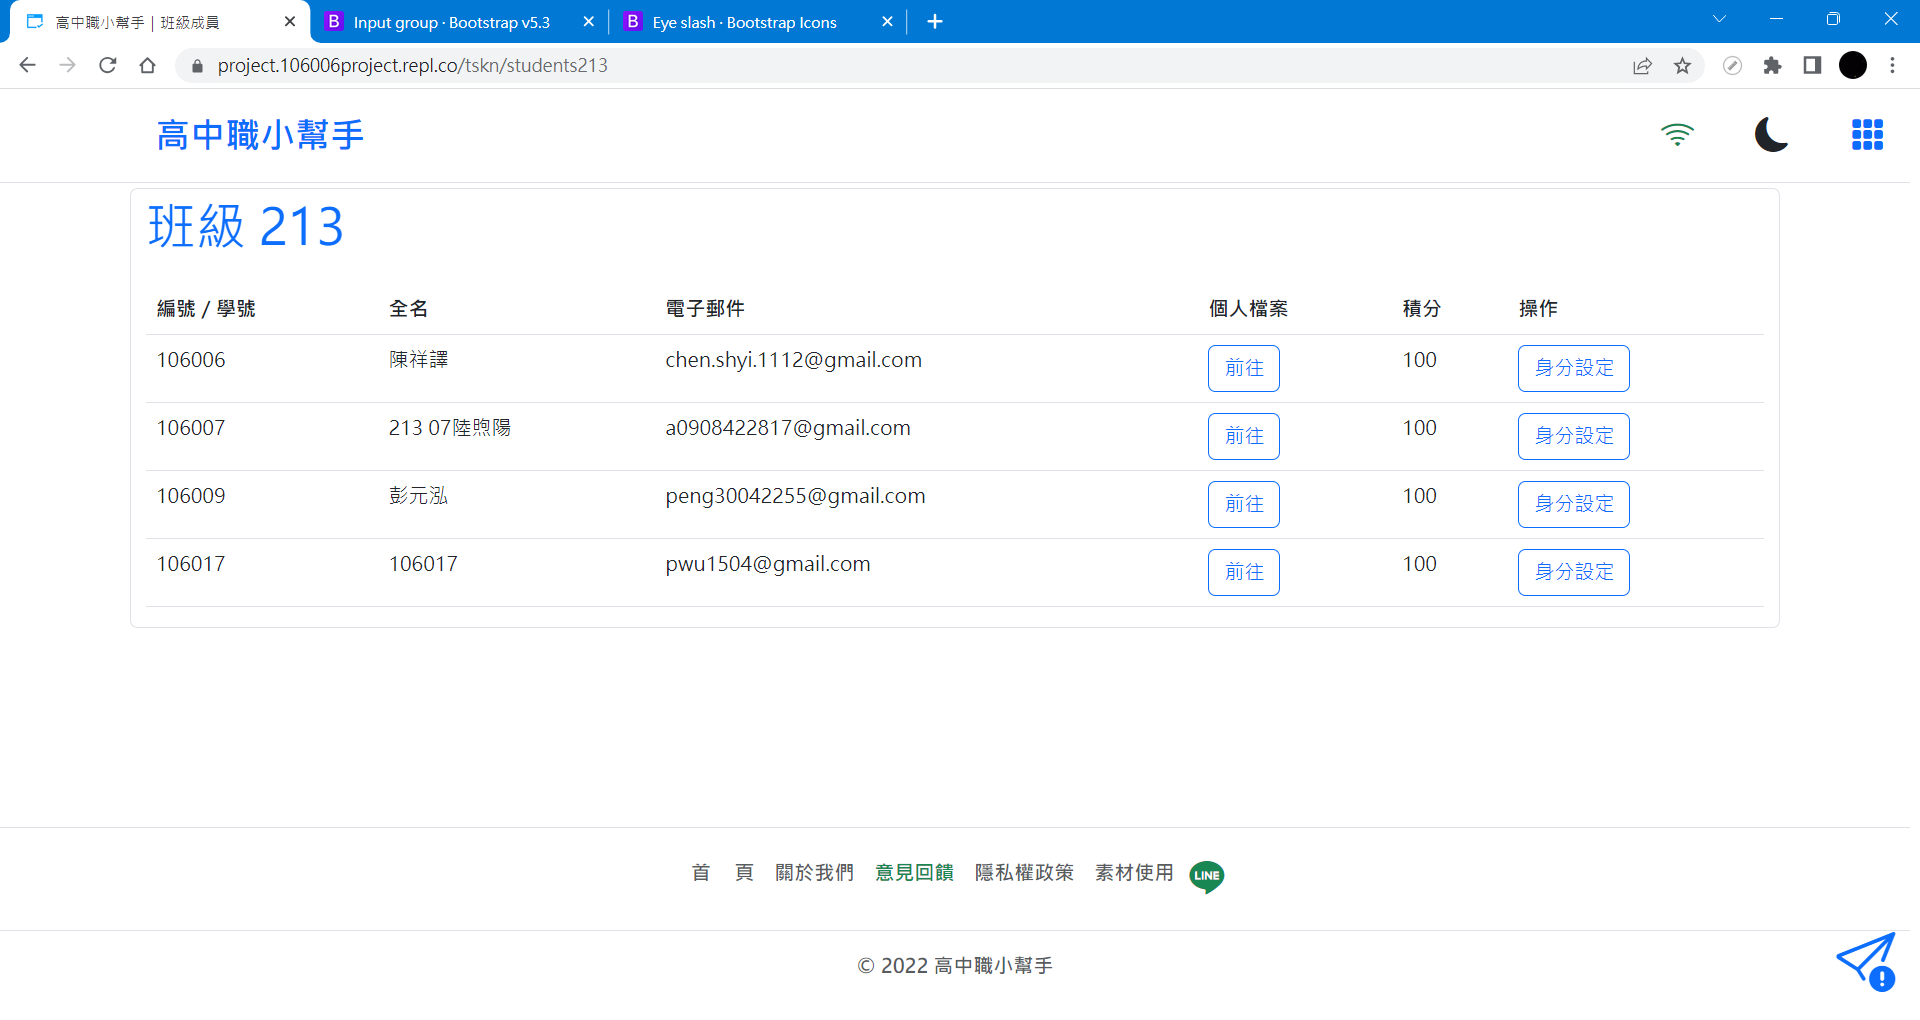 高中職小幫手 | 班級成員
Input group · Bootstrap v5.3
Eye slash · Bootstrap Icons
project.106006project.repl.co/tskn/students213
高中職小幫手
班級 213
編號 / 學號 全名 電子郵件 個人檔案 積分 操作
106006 陳祥譯 chen.shyi.1112@gmail.com 前往 100 身分設定
106007 213 07陸煦陽 a0908422817@gmail.com 前往 100 身分設定
106009 彭元泓 peng30042255@gmail.com 前往 100 身分設定
106017 106017 pwu1504@gmail.com 前往 100 身分設定
首 頁 關於我們 意見回饋 隱私權政策 素材使用 LINE
© 2022 高中職小幫手